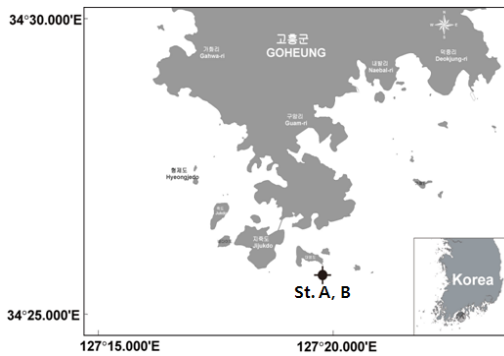 34°30.000'E
고흥군
GOHEUNG
가화리
Gahwa-ri
내발리
Naebal-ri
덕중리
Deokjung-ri
구암리
Guam-ri
형제도
Hyeongjedo
지죽도
Jijukdo
St. A, B
Korea
34°25.000'E
127°15.000'E
127°20.000'E